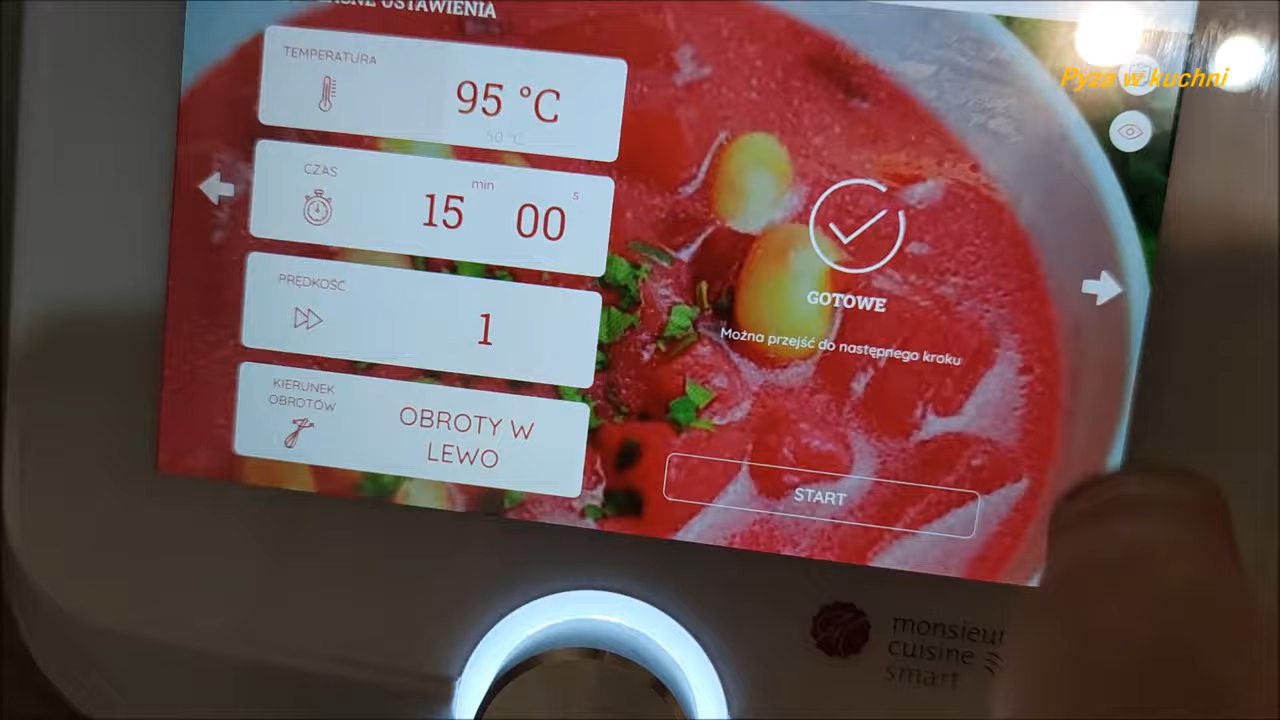 USTAWIENIA
Pyza w kuchni
TEMPERATURA
95 °C
50 °C
CZAS
15 min 00 s
PRĘDKOŚĆ
1
KIERUNEK
OBROTÓW
OBROTY W
LEWO
GOTOWE
Można przejść do następnego kroku
START
monsieur
cuisine
smart